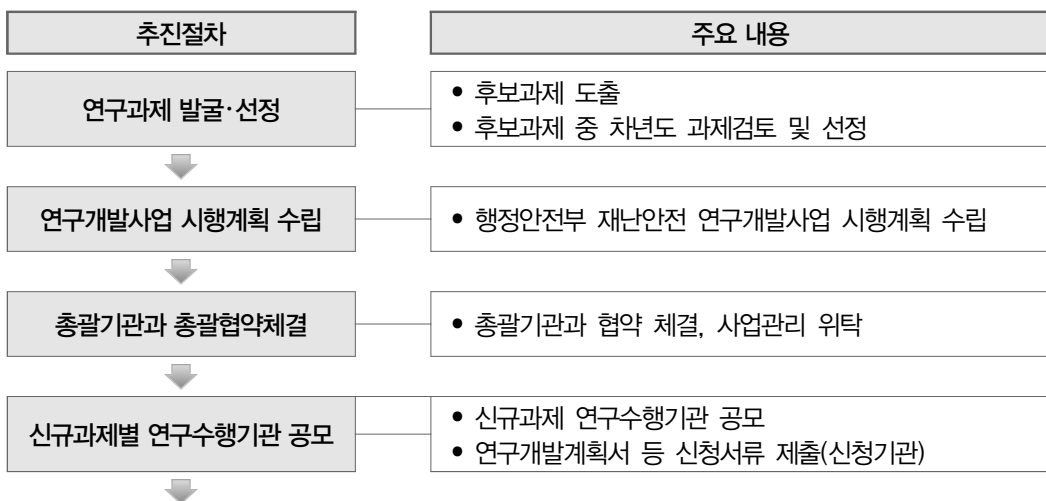 추진절차
주요 내용
연구과제 발굴·선정
• 후보과제 도출
• 후보과제 중 차년도 과제검토 및 선정
연구개발사업 시행계획 수립
• 행정안전부 재난안전 연구개발사업 시행계획 수립
총괄기관과 총괄협약체결
• 총괄기관과 협약 체결, 사업관리 위탁
신규과제별 연구수행기관 공모
• 신규과제 연구수행기관 공모
• 연구개발계획서 등 신청서류 제출(신청기관)